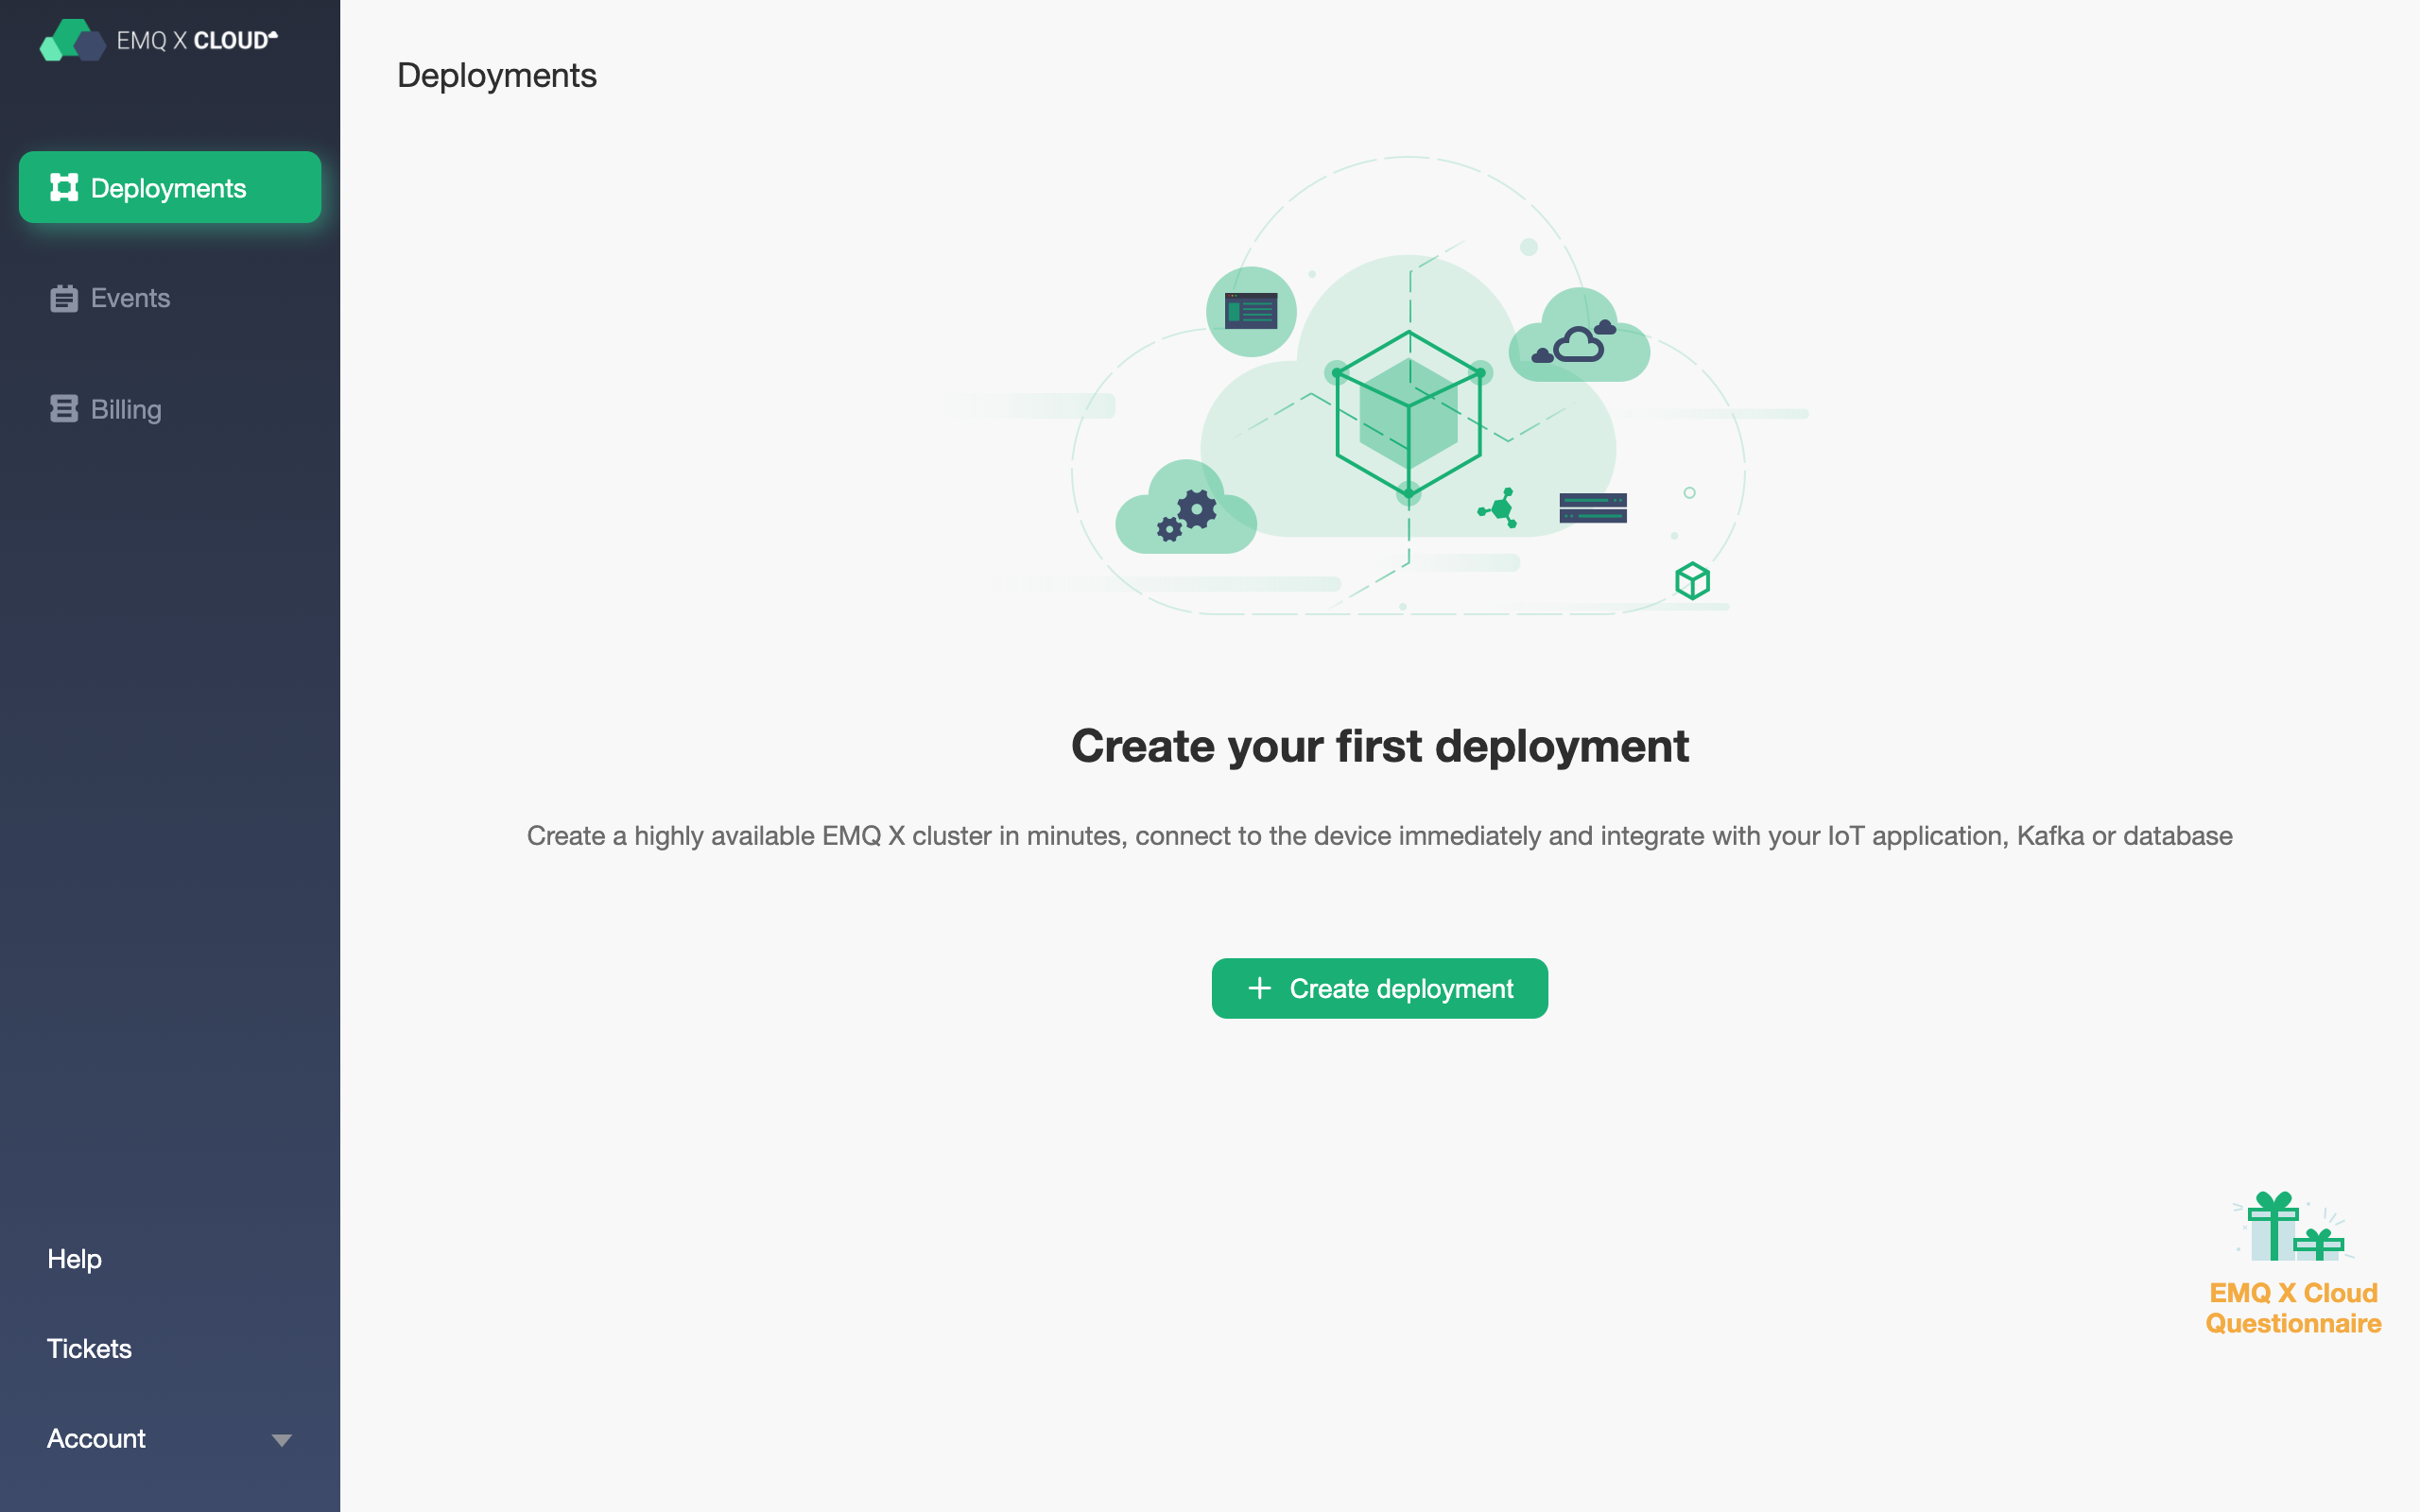 EMQ X CLOUD
Deployments
Events
Billing
Help
Tickets
Account
Deployments
Create your first deployment
Create a highly available EMQ X cluster in minutes, connect to the device immediately and integrate with your IoT application, Kafka or database
Create deployment
EMQ X Cloud
Questionnaire